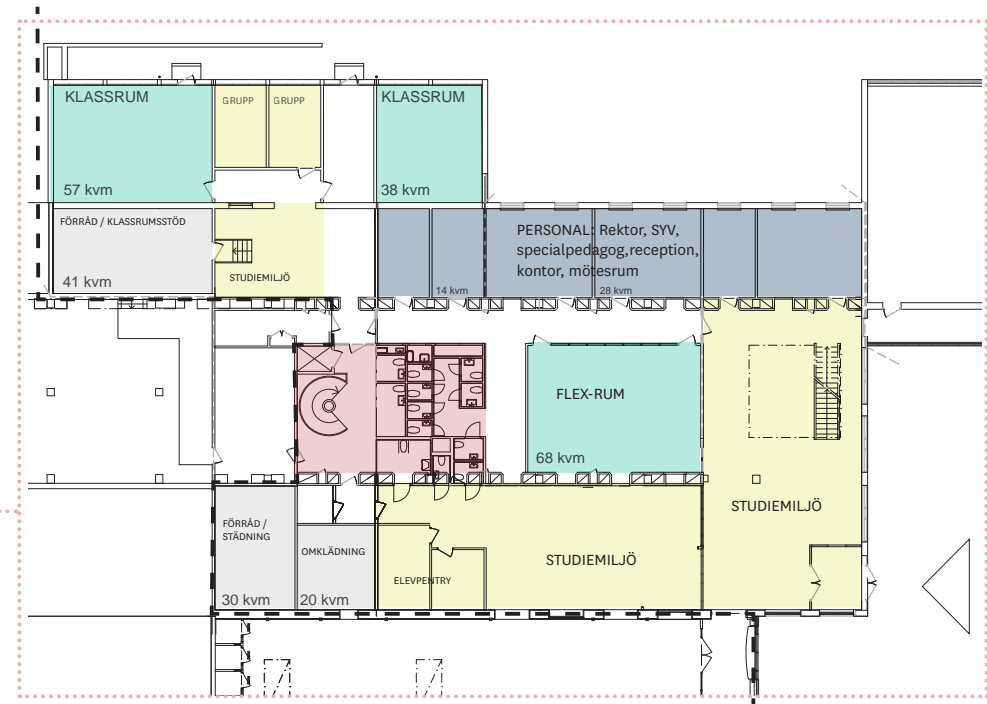 KLASSRUM
GRUPP
GRUPP
KLASSRUM
57 kvm
38 kvm
FÖRRÅD / KLASSRUMSSTÖD
41 kvm
STUDIEMILJÖ
PERSONAL: Rektor, SYV,
specialpedagog,reception,
kontor, mötesrum
14 kvm
28 kvm
FLEX-RUM
68 kvm
STUDIEMILJÖ
FÖRRÅD /
STÄDNING
30 kvm
OMKLÄDNING
20 kvm
ELEVPENTRY
STUDIEMILJÖ